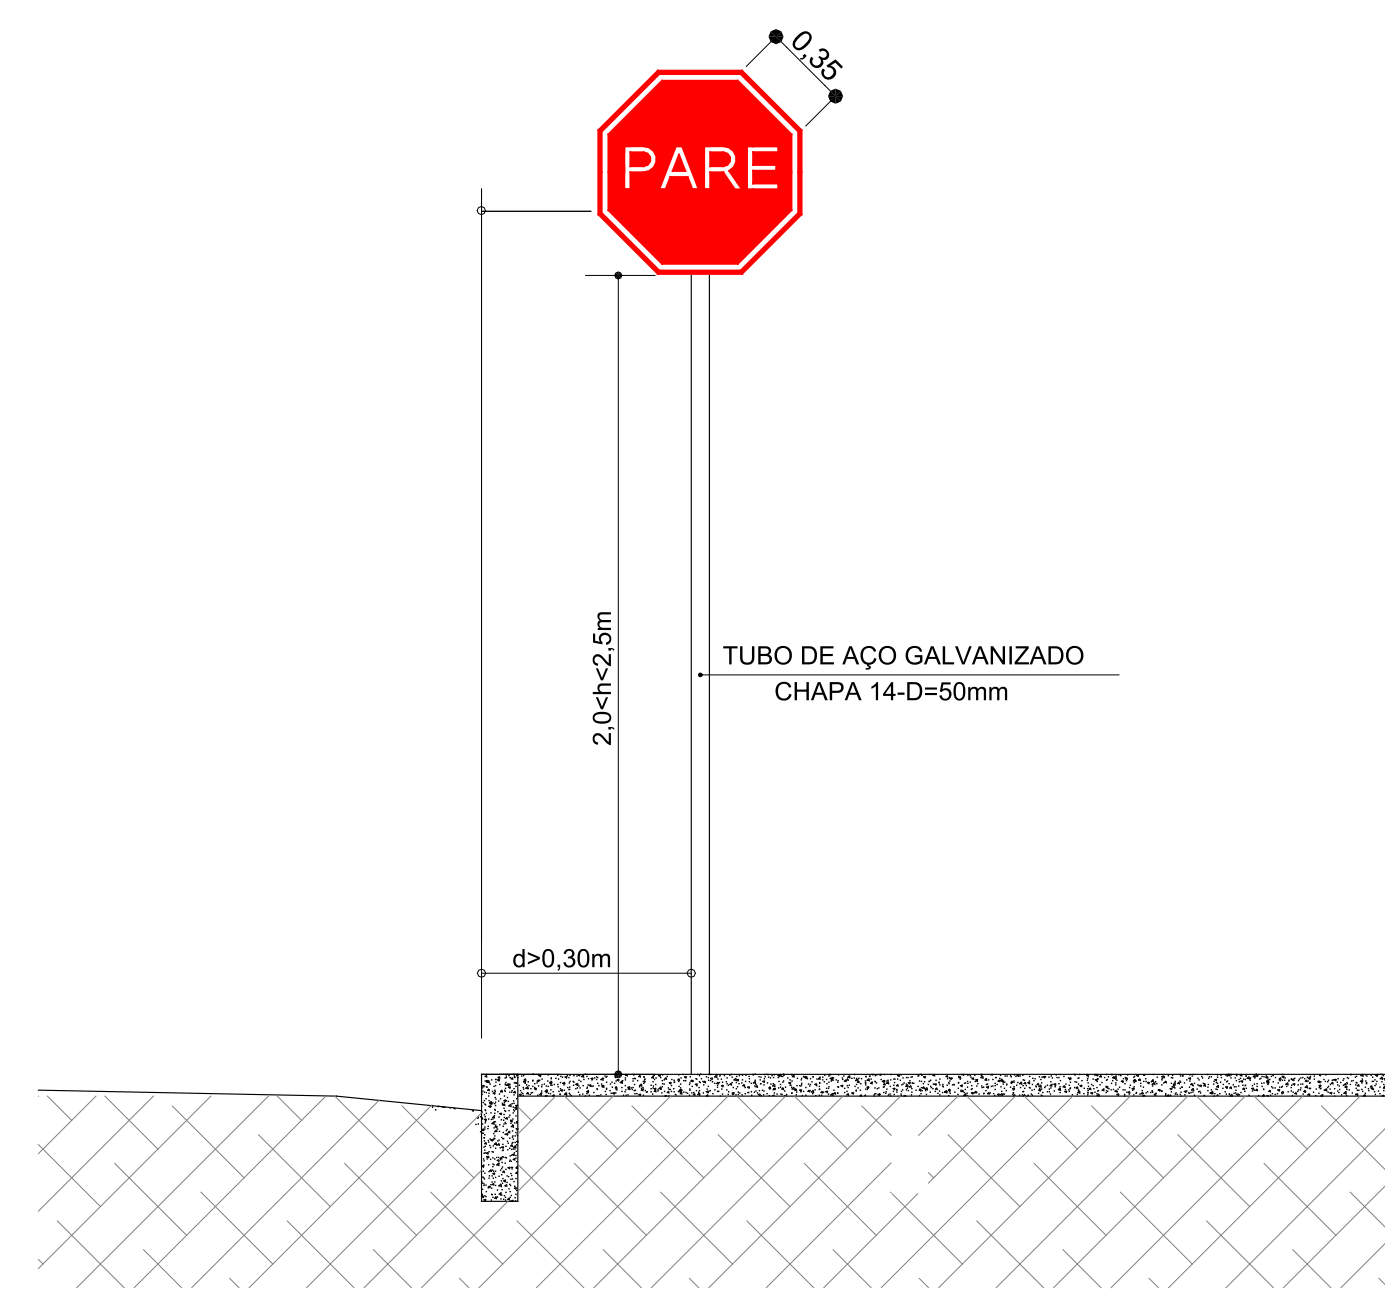 0,35
PARE
2,0<h<2,5m
TUBO DE AÇO GALVANIZADO
CHAPA 14-D=50mm
d>0,30m